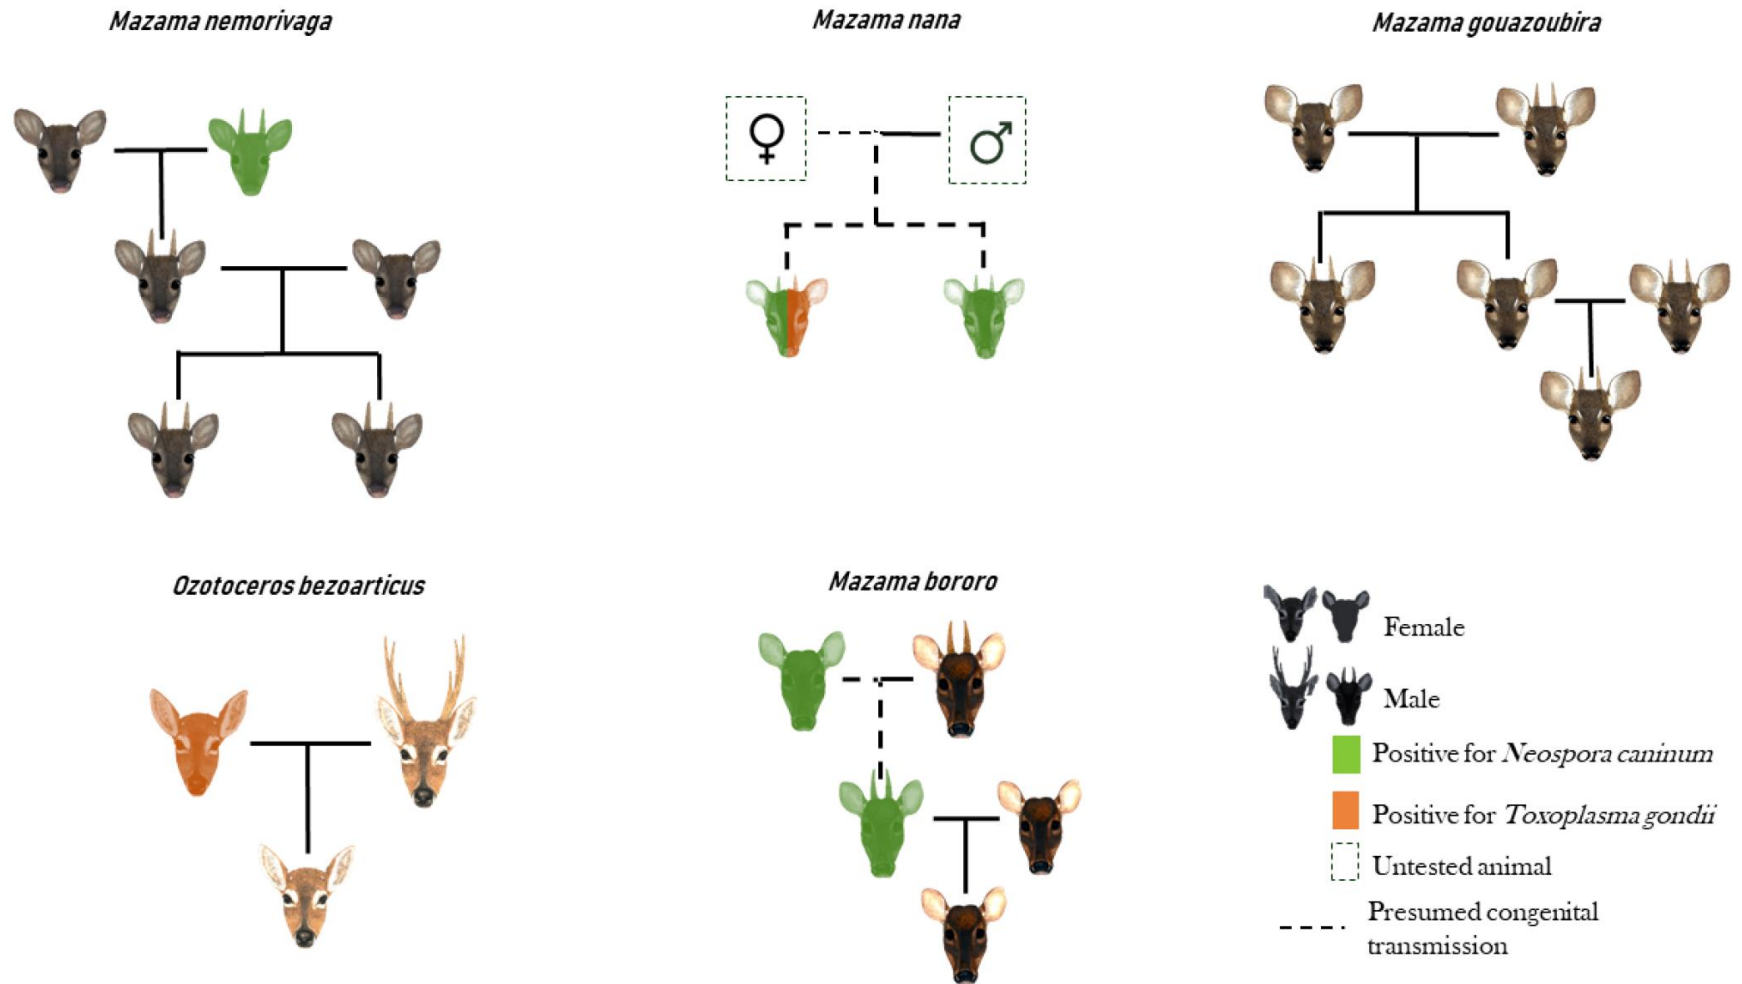 Mazama nemorivaga
Mazama nana
Mazama gouazoubira
♀
♂
Ozotoceros bezoarticus
Mazama bororo
Female
Male
Positive for Neospora caninum
Positive for Toxoplasma gondii
Untested animal
Presumed congenital
transmission